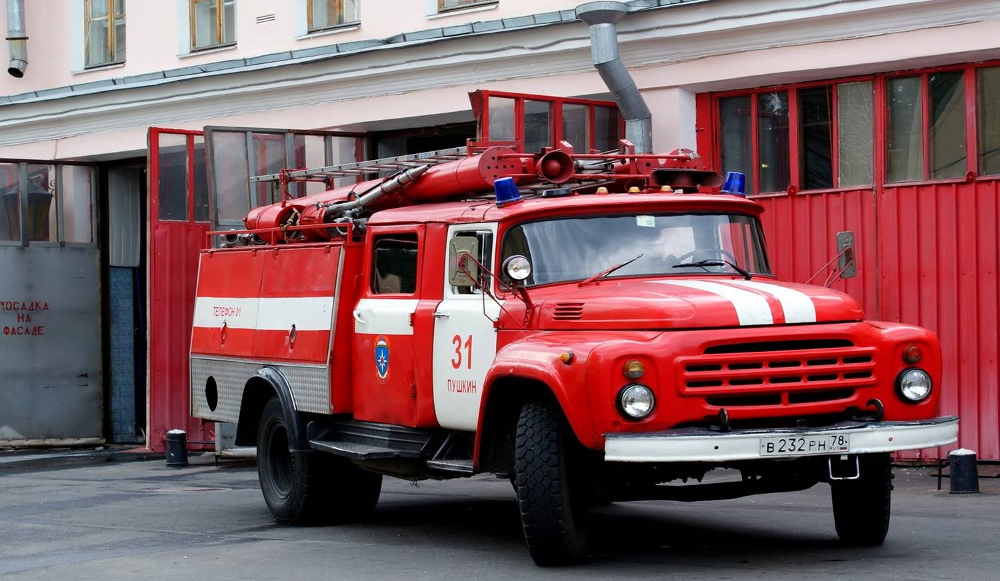 ПОСАДКА
НА
ФАСАДЕ
ТЕЛЕФОН 01
31
ПУШКИН
В 232 РН 78
RUS